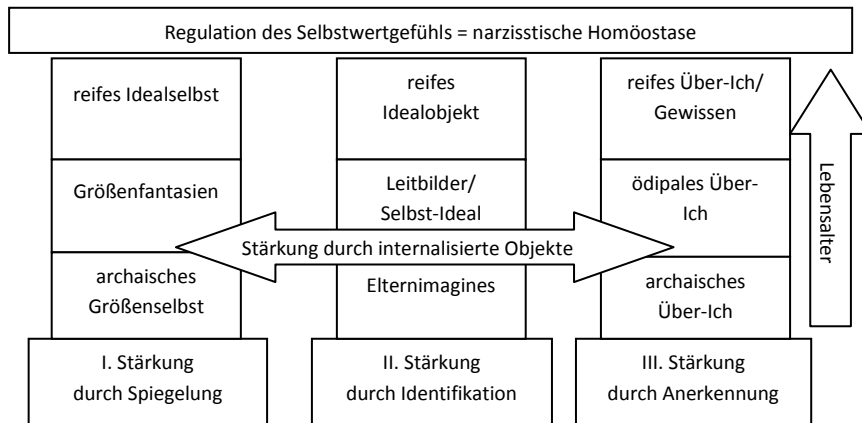 Regulation des Selbstwertgefühls = narzisstische Homöostase
reifes Idealselbst
reifes
Idealobjekt
reifes Über-Ich/
Gewissen
Größenfantasien
Leitbilder/
Selbst-Ideal
ödipales Über-
Ich
Stärkung durch internalisierte Objekte
archaisches
Größenselbst
Elternimagines
archaisches
Über-Ich
Lebensalter
I. Stärkung
durch Spiegelung
II. Stärkung
durch Identifikation
III. Stärkung
durch Anerkennung